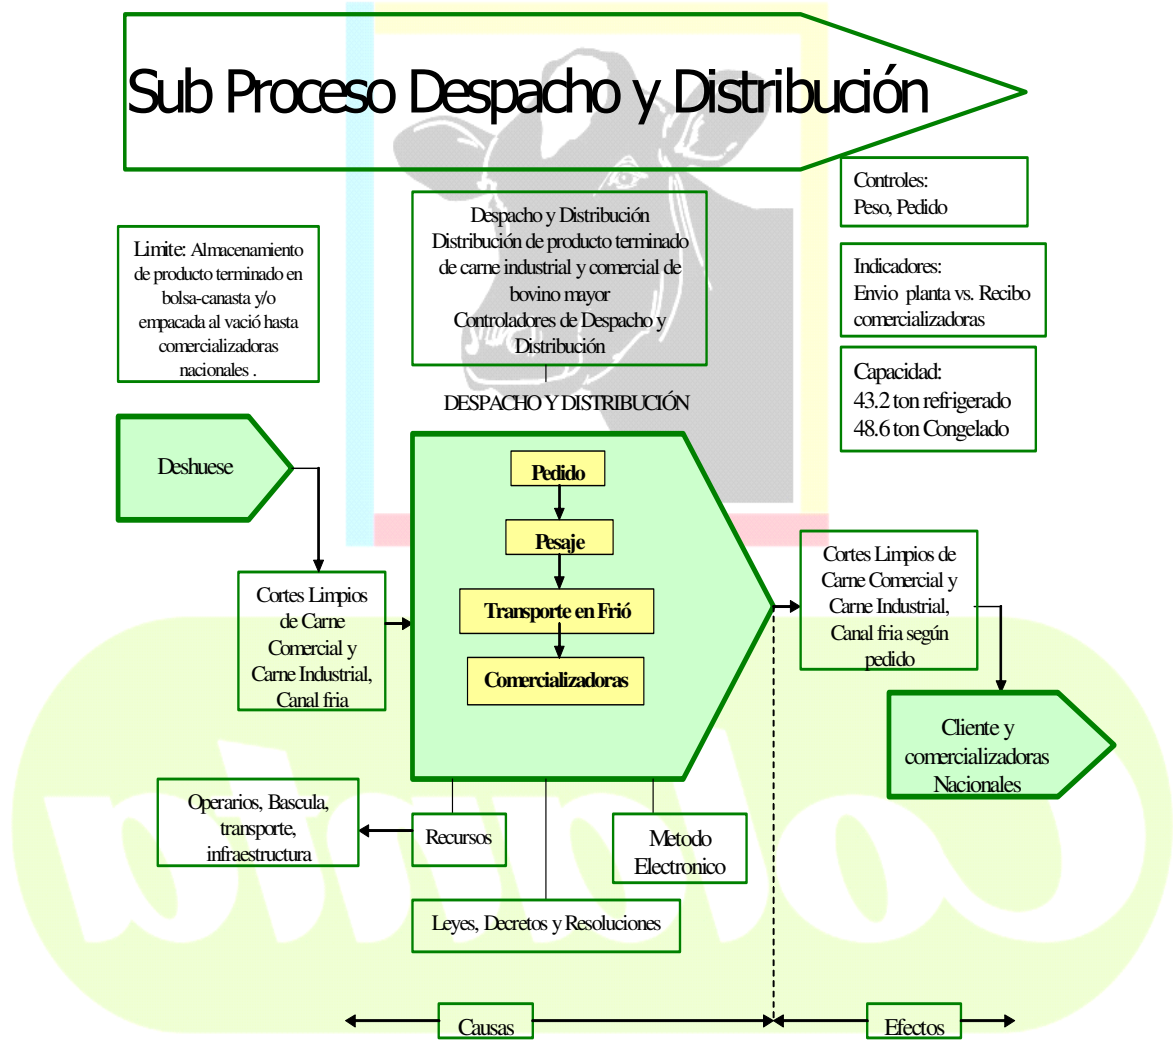 Sub Proceso Despacho y Distribución
Controles:
Peso, Pedido
Despacho y Distribución
Distribución de producto terminado
de carne industrial y comercial de
bovino mayor
Controladores de Despacho y
Distribución
Limite: Almacenamiento
de producto terminado en
bolsa-canasta y/o
empacada al vació hasta
comercializadoras
nacionales .
Indicadores:
Envio planta vs. Recibo
comercializadoras
Capacidad:
43.2 ton refrigerado
48.6 ton Congelado
DESPACHO Y DISTRIBUCIÓN
Deshuese
Pedido
Pesaje
Transporte en Frió
Comercializadoras
Cortes Limpios
de Carne
Comercial y
Carne Industrial,
Canal fria
Cortes Limpios de
Carne Comercial y
Carne Industrial,
Canal fria según
pedido
Cliente y
comercializadoras
Nacionales
Operarios, Bascula,
transporte,
infraestructura
Recursos
Metodo
Electronico
Leyes, Decretos y Resoluciones
Causas
Efectos